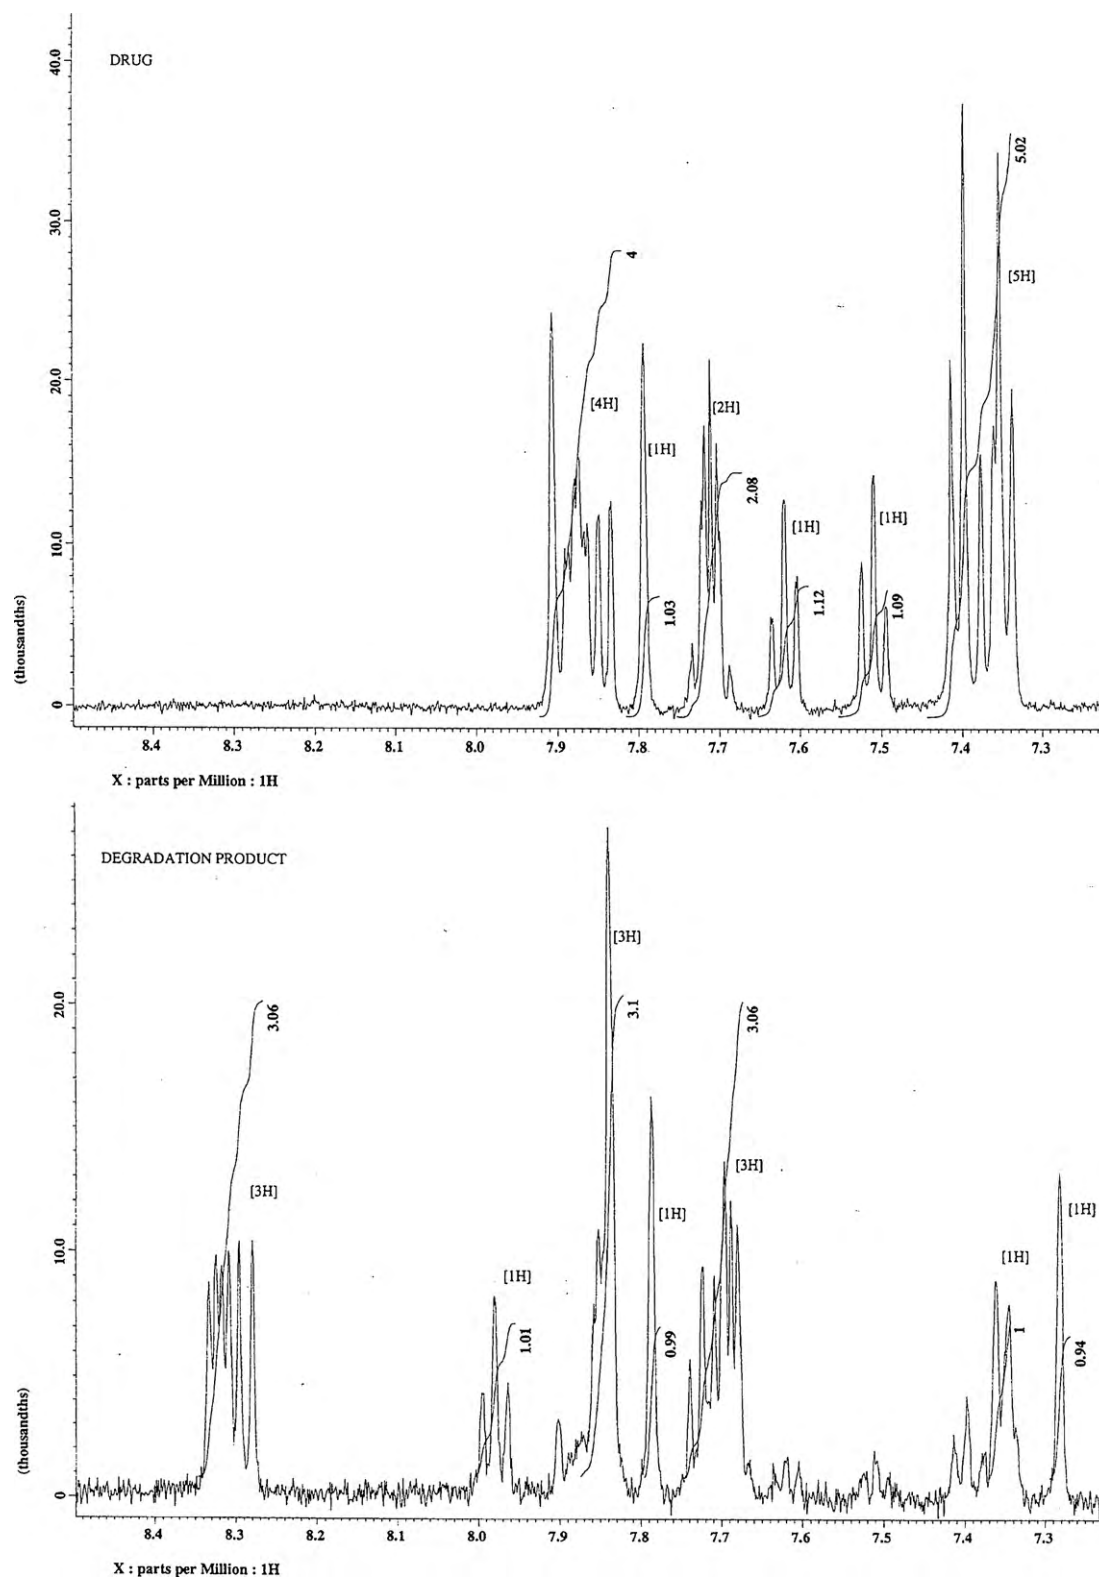 DRUG
40.0
30.0
20.0
10.0
0
(thousandths)
4
[4H]
[1H]
1.03
[2H]
2.08
[1H]
1.12
[1H]
1.09
[5H]
5.02
8.4 8.3 8.2 8.1 8.0 7.9 7.8 7.7 7.6 7.5 7.4 7.3
X : parts per Million : 1H
DEGRADATION PRODUCT
20.0
10.0
0
(thousandths)
3.06
[3H]
[1H]
1.01
[3H]
3.1
[1H]
0.99
3.06
[3H]
[1H]
1
[1H]
0.94
8.4 8.3 8.2 8.1 8.0 7.9 7.8 7.7 7.6 7.5 7.4 7.3
X : parts per Million : 1H